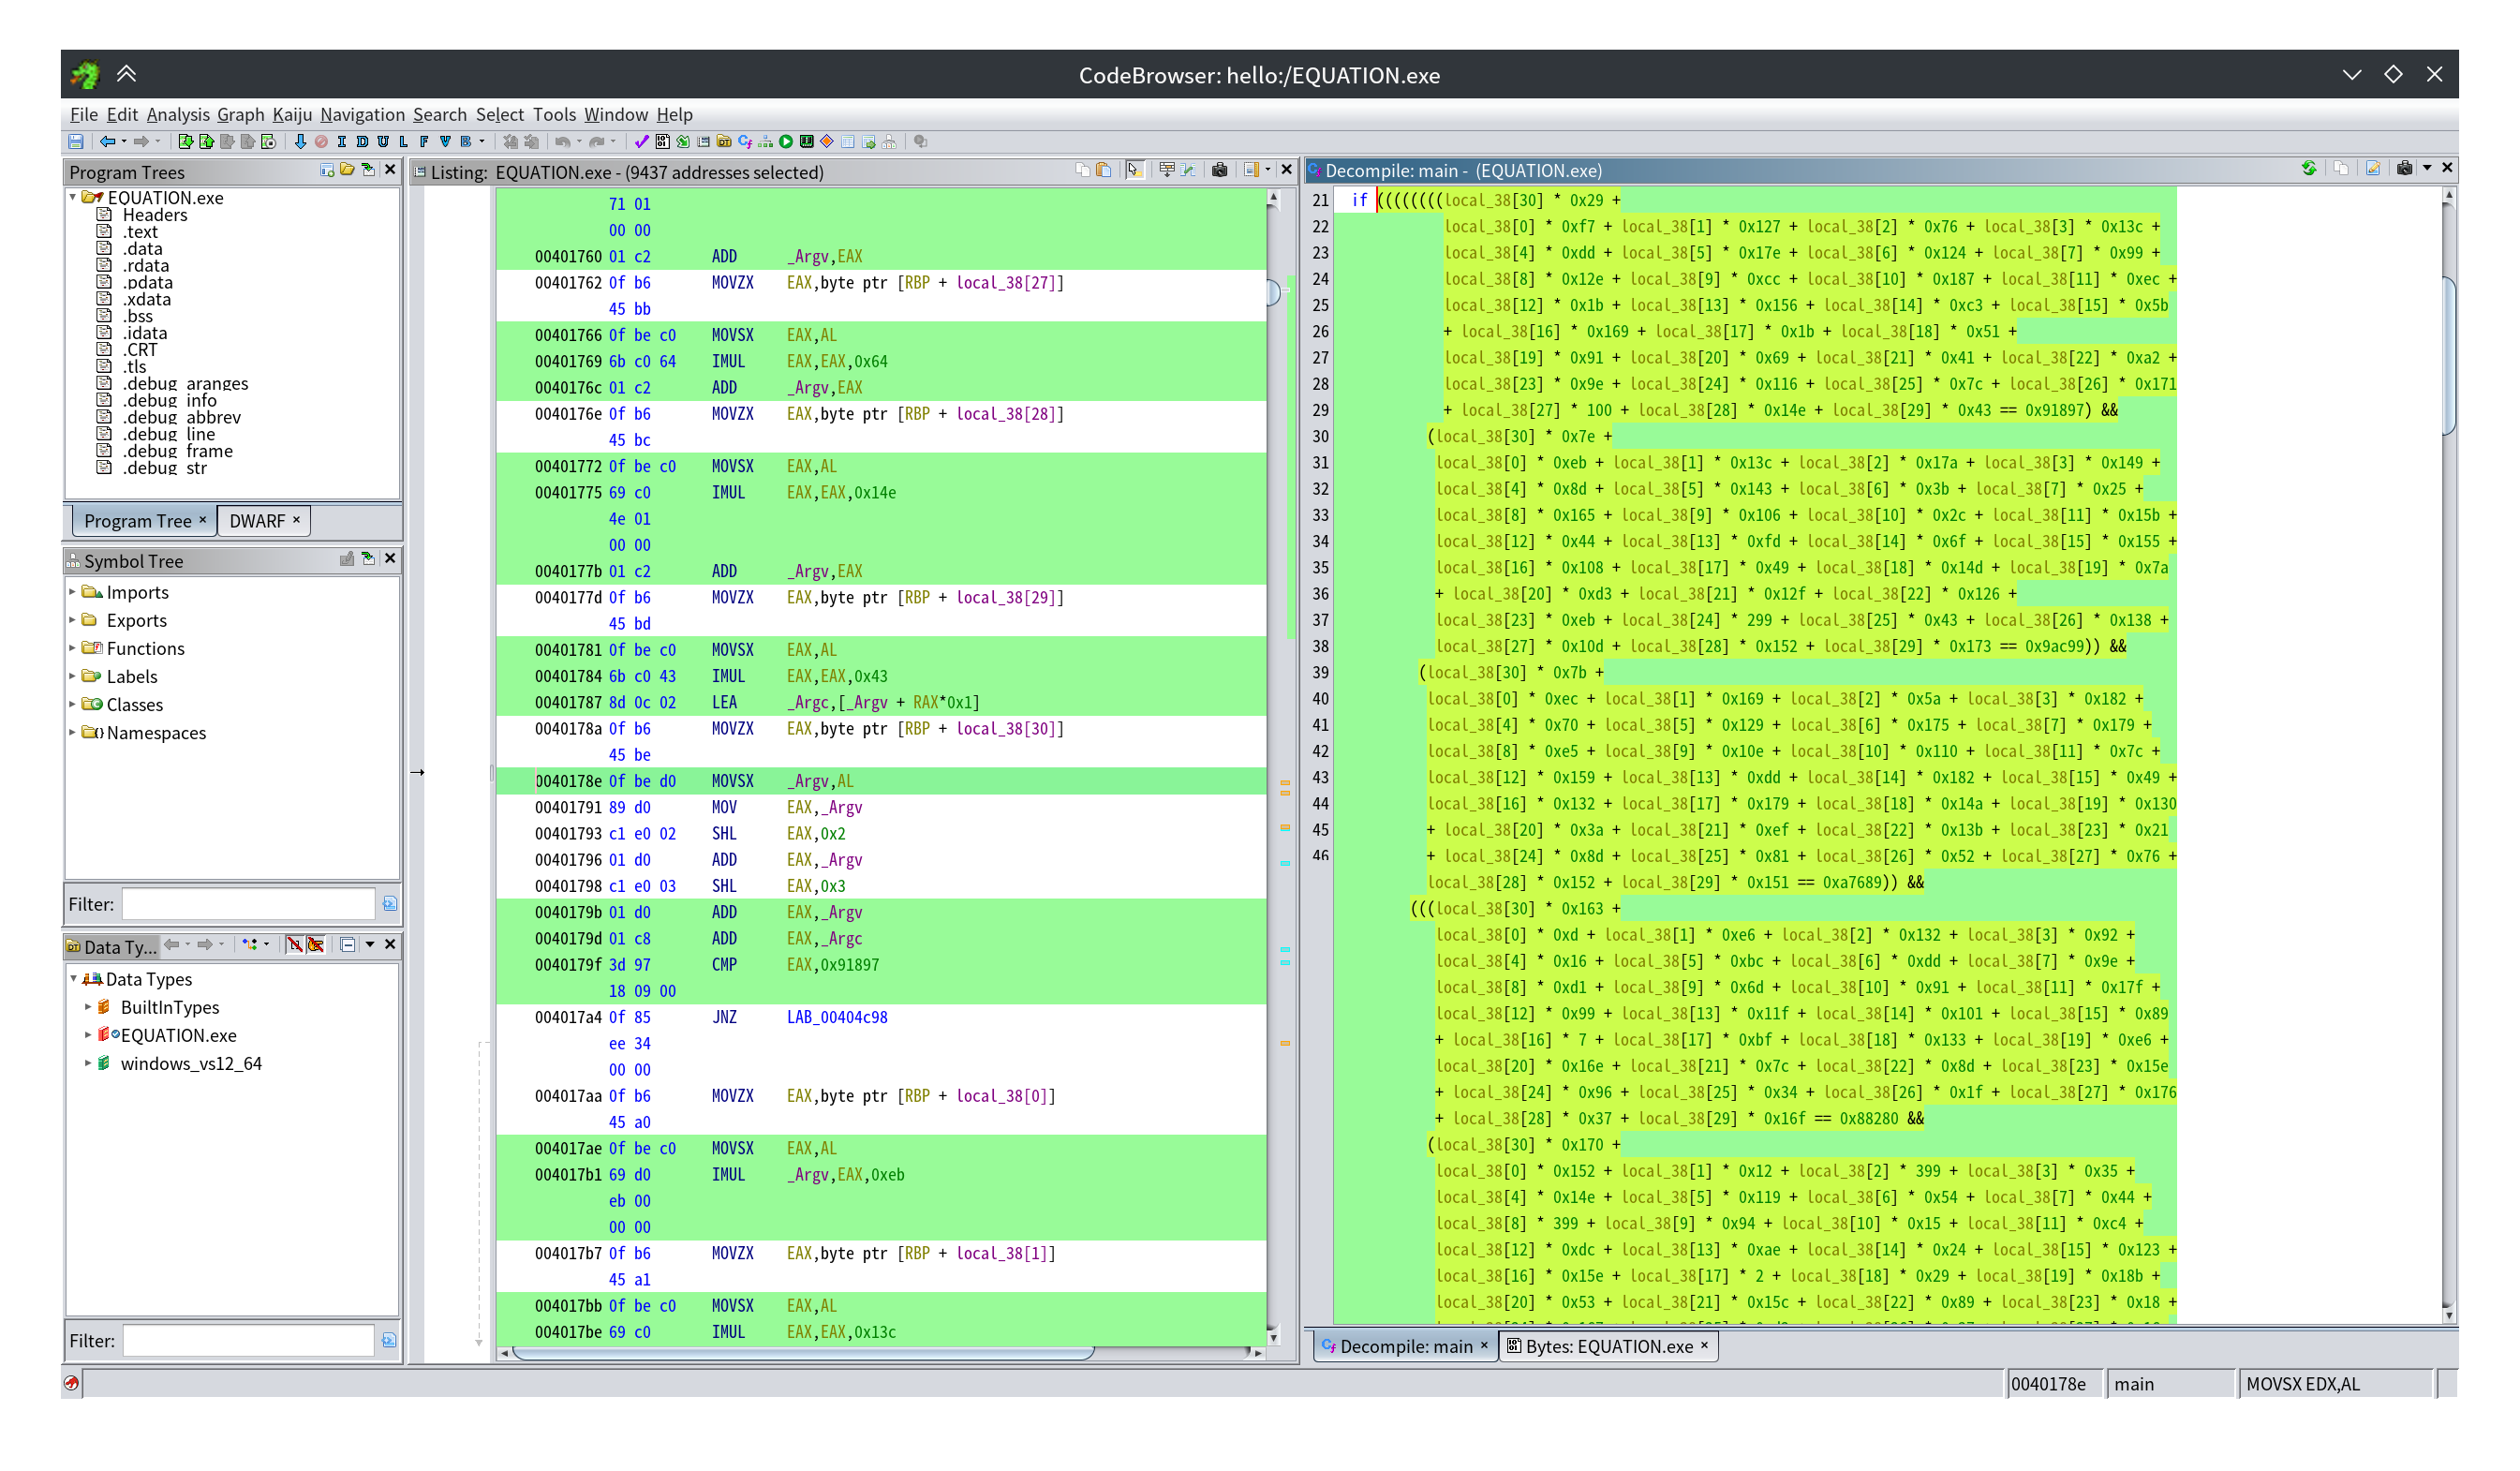 CodeBrowser: hello:/EQUATION.exe
File Edit Analysis Graph Kaiju Navigation Search Select Tools Window Help
I D U L F V B
Program Trees
EQUATION.exe
Headers
.text
.data
.rdata
.pdata
.xdata
.bss
.idata
.CRT
.tls
.debug_aranges
.debug_info
.debug_abbrev
.debug_line
.debug_frame
.debug_str
Program Tree × DWARF ×
Symbol Tree
Imports
Exports
Functions
Labels
Classes
Namespaces
Filter:
Data Ty...
Data Types
BuiltInTypes
EQUATION.exe
windows_vs12_64
Filter:
Listing: EQUATION.exe - (9437 addresses selected)
71 01
00 00
00401760 01 c2 ADD _Argv,EAX
00401762 0f b6 MOVZX EAX,byte ptr [RBP + local_38[27]]
45 bb
00401766 0f be c0 MOVSX EAX,AL
00401769 6b c0 64 IMUL EAX,EAX,0x64
0040176c 01 c2 ADD _Argv,EAX
0040176e 0f b6 MOVZX EAX,byte ptr [RBP + local_38[28]]
45 bc
00401772 0f be c0 MOVSX EAX,AL
00401775 69 c0 IMUL EAX,EAX,0x14e
4e 01
00 00
0040177b 01 c2 ADD _Argv,EAX
0040177d 0f b6 MOVZX EAX,byte ptr [RBP + local_38[29]]
45 bd
00401781 0f be c0 MOVSX EAX,AL
00401784 6b c0 43 IMUL EAX,EAX,0x43
00401787 8d 0c 02 LEA _Argc,[_Argv + RAX*0x1]
0040178a 0f b6 MOVZX EAX,byte ptr [RBP + local_38[30]]
45 be
0040178e 0f be d0 MOVSX _Argv,AL
00401791 89 d0 MOV EAX,_Argv
00401793 c1 e0 02 SHL EAX,0x2
00401796 01 d0 ADD EAX,_Argv
00401798 c1 e0 03 SHL EAX,0x3
0040179b 01 d0 ADD EAX,_Argv
0040179d 01 c8 ADD EAX,_Argc
0040179f 3d 97 CMP EAX,0x91897
18 09 00
004017a4 0f 85 JNZ LAB_00404c98
ee 34
00 00
004017aa 0f b6 MOVZX EAX,byte ptr [RBP + local_38[0]]
45 a0
004017ae 0f be c0 MOVSX EAX,AL
004017b1 69 d0 IMUL _Argv,EAX,0xeb
eb 00
00 00
004017b7 0f b6 MOVZX EAX,byte ptr [RBP + local_38[1]]
45 a1
004017bb 0f be c0 MOVSX EAX,AL
004017be 69 c0 IMUL EAX,EAX,0x13c
Decompile: main - (EQUATION.exe)
21 if ((((((((local_38[30] * 0x29 +
22 local_38[0] * 0xf7 + local_38[1] * 0x127 + local_38[2] * 0x76 + local_38[3] * 0x13c +
23 local_38[4] * 0xdd + local_38[5] * 0x17e + local_38[6] * 0x124 + local_38[7] * 0x99 +
24 local_38[8] * 0x12e + local_38[9] * 0xcc + local_38[10] * 0x187 + local_38[11] * 0xec +
25 local_38[12] * 0x1b + local_38[13] * 0x156 + local_38[14] * 0xc3 + local_38[15] * 0x5b
26 + local_38[16] * 0x169 + local_38[17] * 0x1b + local_38[18] * 0x51 +
27 local_38[19] * 0x91 + local_38[20] * 0x69 + local_38[21] * 0x41 + local_38[22] * 0xa2 +
28 local_38[23] * 0x9e + local_38[24] * 0x116 + local_38[25] * 0x7c + local_38[26] * 0x171
29 + local_38[27] * 100 + local_38[28] * 0x14e + local_38[29] * 0x43 == 0x91897) &&
30 (local_38[30] * 0x7e +
31 local_38[0] * 0xeb + local_38[1] * 0x13c + local_38[2] * 0x17a + local_38[3] * 0x149 +
32 local_38[4] * 0x8d + local_38[5] * 0x143 + local_38[6] * 0x3b + local_38[7] * 0x25 +
33 local_38[8] * 0x165 + local_38[9] * 0x106 + local_38[10] * 0x2c + local_38[11] * 0x15b +
34 local_38[12] * 0x44 + local_38[13] * 0xfd + local_38[14] * 0x6f + local_38[15] * 0x155 +
35 local_38[16] * 0x108 + local_38[17] * 0x49 + local_38[18] * 0x14d + local_38[19] * 0x7a
36 + local_38[20] * 0xd3 + local_38[21] * 0x12f + local_38[22] * 0x126 +
37 local_38[23] * 0xeb + local_38[24] * 299 + local_38[25] * 0x43 + local_38[26] * 0x138 +
38 local_38[27] * 0x10d + local_38[28] * 0x152 + local_38[29] * 0x173 == 0x9ac99)) &&
39 (local_38[30] * 0x7b +
40 local_38[0] * 0xec + local_38[1] * 0x169 + local_38[2] * 0x5a + local_38[3] * 0x182 +
41 local_38[4] * 0x70 + local_38[5] * 0x129 + local_38[6] * 0x175 + local_38[7] * 0x179 +
42 local_38[8] * 0xe5 + local_38[9] * 0x10e + local_38[10] * 0x110 + local_38[11] * 0x7c +
43 local_38[12] * 0x159 + local_38[13] * 0xdd + local_38[14] * 0x182 + local_38[15] * 0x49 +
44 local_38[16] * 0x132 + local_38[17] * 0x179 + local_38[18] * 0x14a + local_38[19] * 0x130
45 + local_38[20] * 0x3a + local_38[21] * 0xef + local_38[22] * 0x13b + local_38[23] * 0x21
46 + local_38[24] * 0x8d + local_38[25] * 0x81 + local_38[26] * 0x52 + local_38[27] * 0x76 +
local_38[28] * 0x152 + local_38[29] * 0x151 == 0xa7689)) &&
(((local_38[30] * 0x163 +
local_38[0] * 0xd + local_38[1] * 0xe6 + local_38[2] * 0x132 + local_38[3] * 0x92 +
local_38[4] * 0x16 + local_38[5] * 0xbc + local_38[6] * 0xdd + local_38[7] * 0x9e +
local_38[8] * 0xd1 + local_38[9] * 0x6d + local_38[10] * 0x91 + local_38[11] * 0x17f +
local_38[12] * 0x99 + local_38[13] * 0x11f + local_38[14] * 0x101 + local_38[15] * 0x89
+ local_38[16] * 7 + local_38[17] * 0xbf + local_38[18] * 0x133 + local_38[19] * 0xe6 +
local_38[20] * 0x16e + local_38[21] * 0x7c + local_38[22] * 0x8d + local_38[23] * 0x15e
+ local_38[24] * 0x96 + local_38[25] * 0x34 + local_38[26] * 0x1f + local_38[27] * 0x176
+ local_38[28] * 0x37 + local_38[29] * 0x16f == 0x88280 &&
(local_38[30] * 0x170 +
local_38[0] * 0x152 + local_38[1] * 0x12 + local_38[2] * 399 + local_38[3] * 0x35 +
local_38[4] * 0x14e + local_38[5] * 0x119 + local_38[6] * 0x54 + local_38[7] * 0x44 +
local_38[8] * 399 + local_38[9] * 0x94 + local_38[10] * 0x15 + local_38[11] * 0xc4 +
local_38[12] * 0xdc + local_38[13] * 0xae + local_38[14] * 0x24 + local_38[15] * 0x123 +
local_38[16] * 0x15e + local_38[17] * 2 + local_38[18] * 0x29 + local_38[19] * 0x18b +
local_38[20] * 0x53 + local_38[21] * 0x15c + local_38[22] * 0x89 + local_38[23] * 0x18 +
Decompile: main × Bytes: EQUATION.exe ×
0040178e main MOVSX EDX,AL